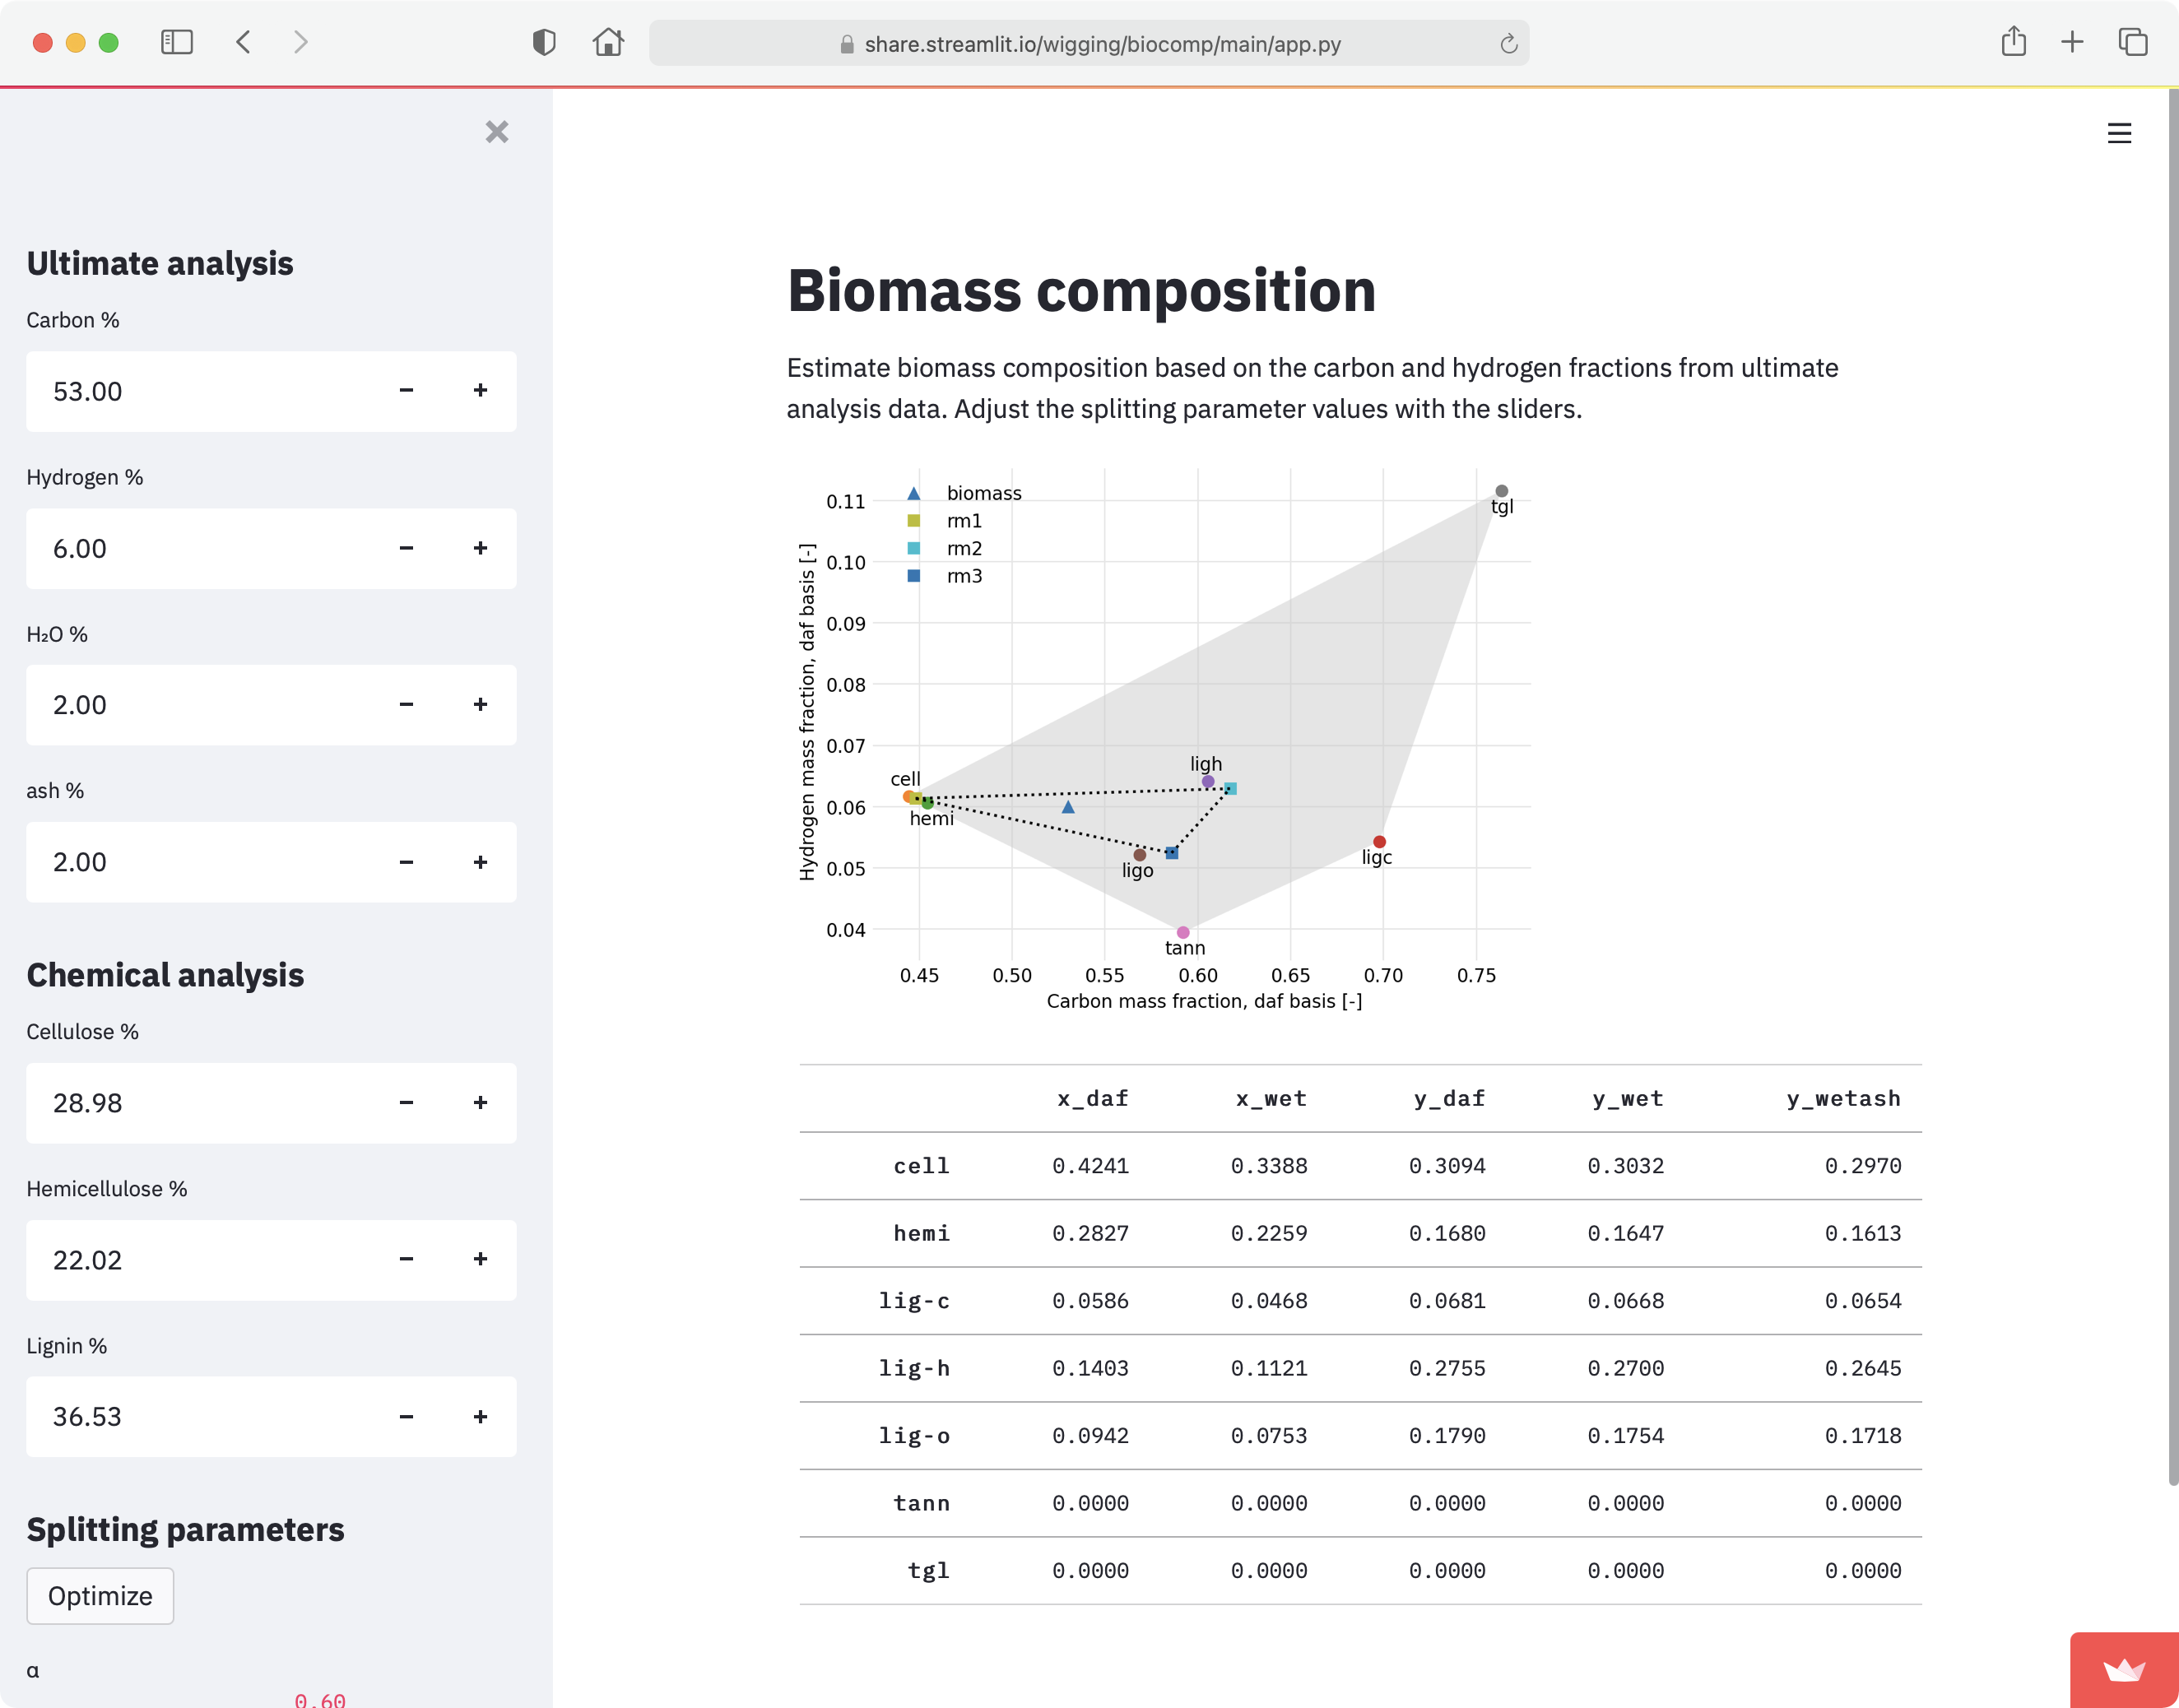 share.streamlit.io/wigging/biocomp/main/app.py
Ultimate analysis
Carbon %
53.00 − +
Hydrogen %
6.00 − +
H₂O %
2.00 − +
ash %
2.00 − +
Chemical analysis
Cellulose %
28.98 − +
Hemicellulose %
22.02 − +
Lignin %
36.53 − +
Splitting parameters
Optimize
α
0.60
Biomass composition
Estimate biomass composition based on the carbon and hydrogen fractions from ultimate
analysis data. Adjust the splitting parameter values with the sliders.
biomass
rm1
rm2
rm3
Hydrogen mass fraction, daf basis [-]
0.11
0.10
0.09
0.08
0.07
0.06
0.05
0.04
tgl
ligh
cell
hemi
ligo
ligc
tann
0.45 0.50 0.55 0.60 0.65 0.70 0.75
Carbon mass fraction, daf basis [-]
x_daf x_wet y_daf y_wet y_wetash
cell 0.4241 0.3388 0.3094 0.3032 0.2970
hemi 0.2827 0.2259 0.1680 0.1647 0.1613
lig-c 0.0586 0.0468 0.0681 0.0668 0.0654
lig-h 0.1403 0.1121 0.2755 0.2700 0.2645
lig-o 0.0942 0.0753 0.1790 0.1754 0.1718
tann 0.0000 0.0000 0.0000 0.0000 0.0000
tgl 0.0000 0.0000 0.0000 0.0000 0.0000